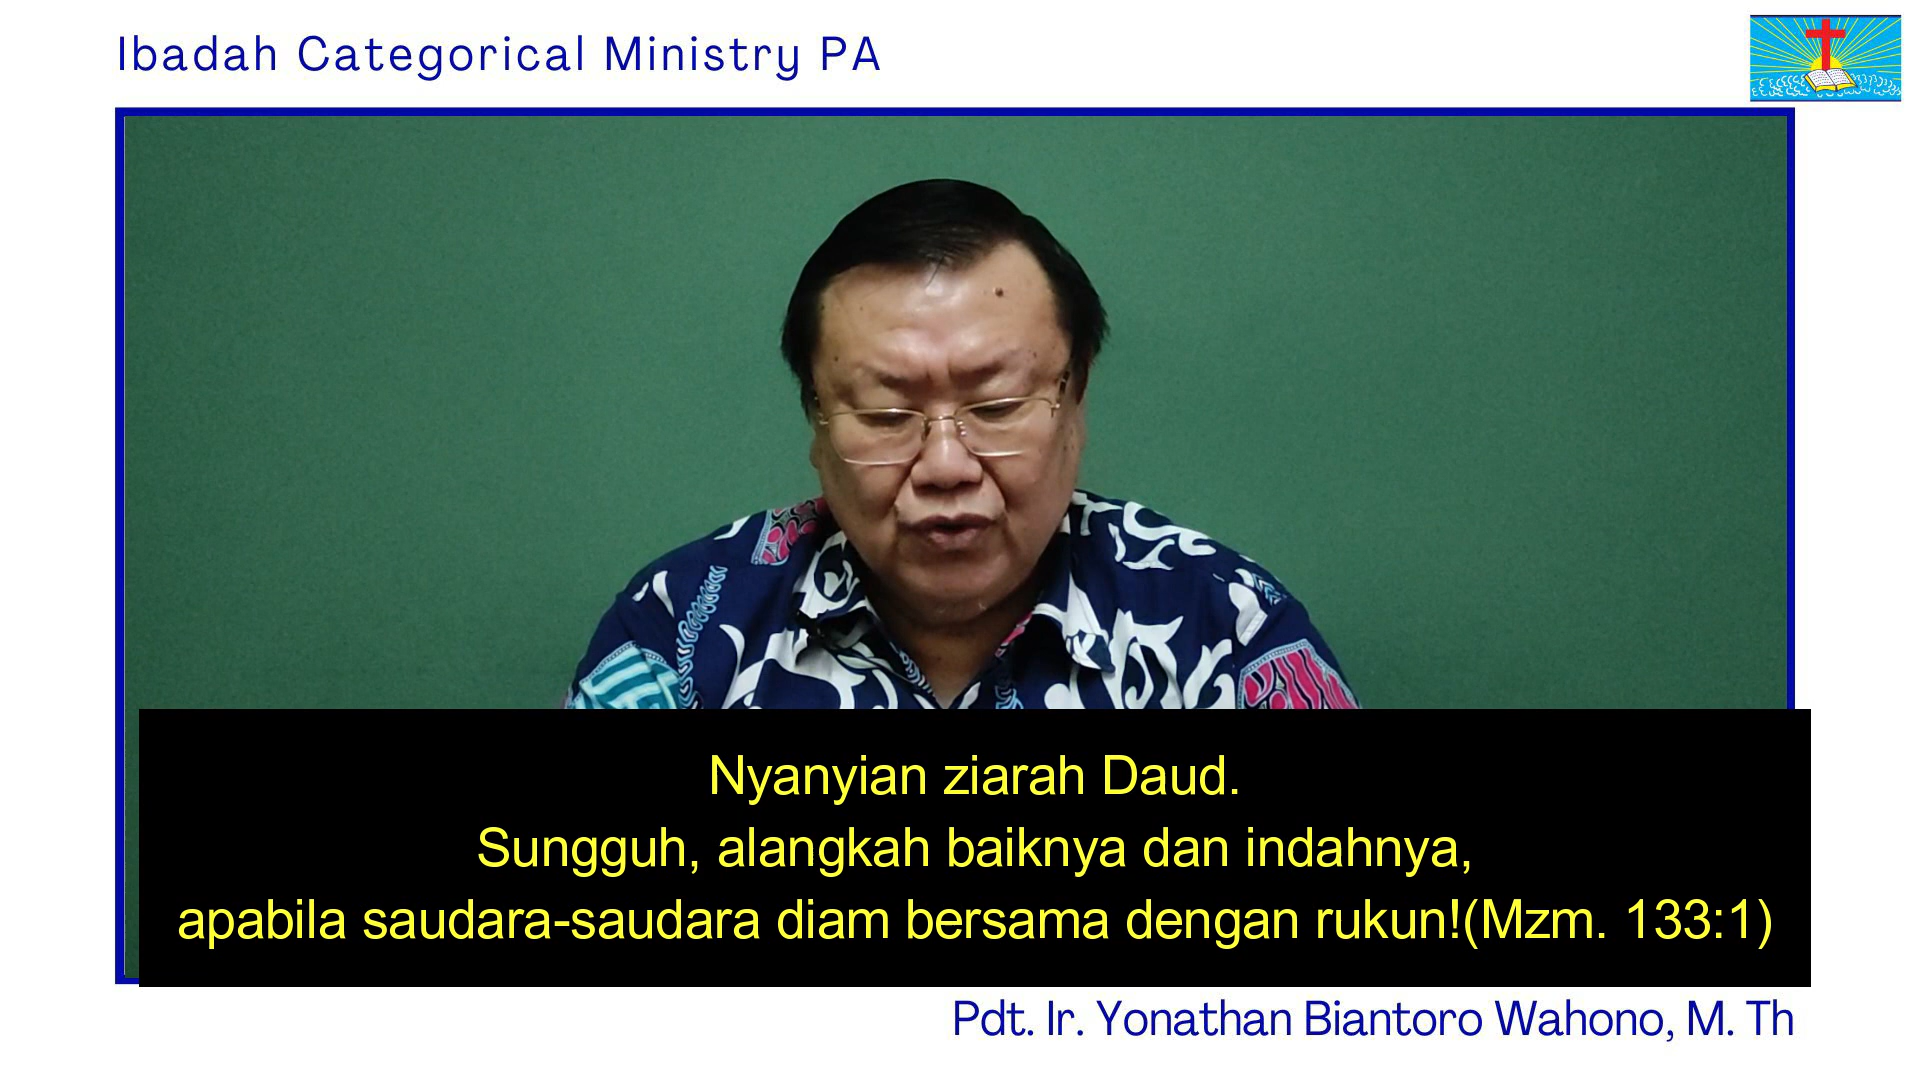 Ibadah Categorical Ministry PA
Nyanyian ziarah Daud.
Sungguh, alangkah baiknya dan indahnya,
apabila saudara-saudara diam bersama dengan rukun!(Mzm. 133:1)
Pdt. Ir. Yonathan Biantoro Wahono, M. Th